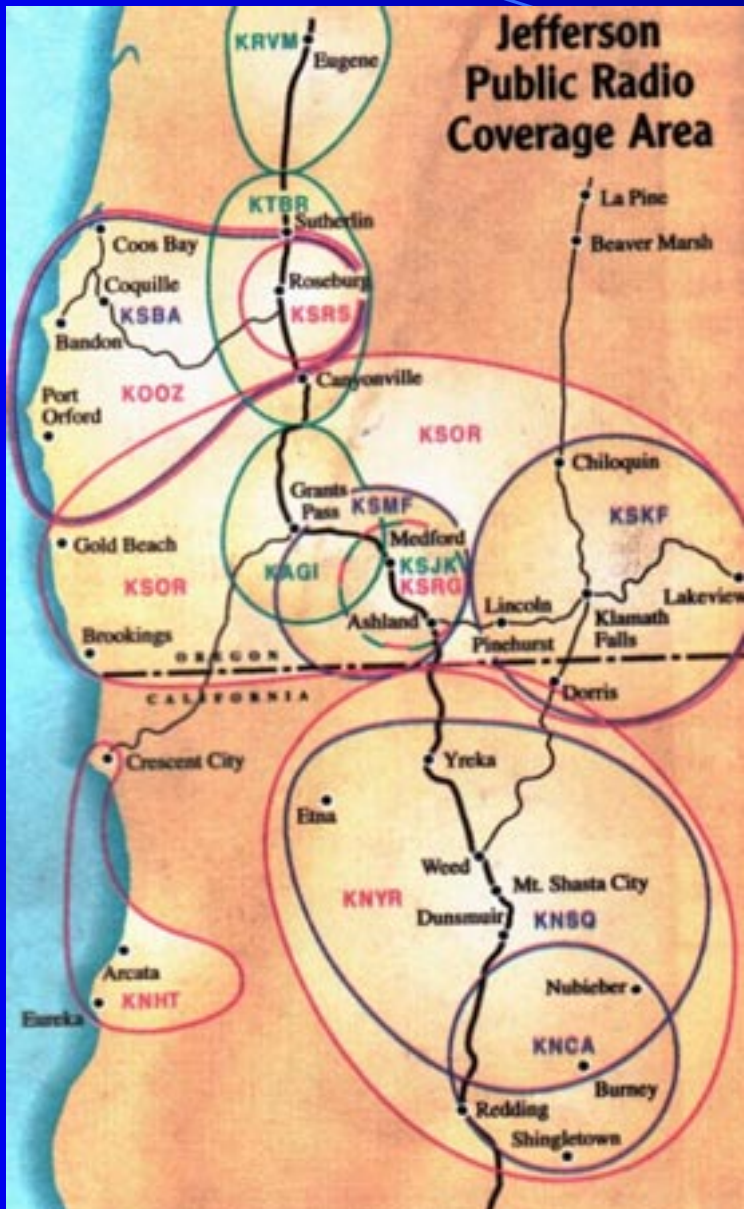 Jefferson
Public Radio
Coverage Area
KRVM
Eugene
La Pine
KTBR
Sutherlin
Coos Bay
Beaver Marsh
Coquille
Roseburg
KSBA
KSRS
Bandon
Canyonville
KOOZ
Port
Orford
KSOR
Chiloquin
Grants
Pass
KSMF
KSKF
Gold Beach
Medford
KSJK
KAGI
KSRG
KSOR
Lakeview
Lincoln
Ashland
Klamath
Falls
Pinehurst
Brookings
OREGON
CALIFORNIA
Dorris
Crescent City
Yreka
Etna
Weed
Mt. Shasta City
KNYR
Dunsmuir
KNSQ
Arcata
Nubieber
KNHT
Eureka
KNCA
Burney
Redding
Shingletown